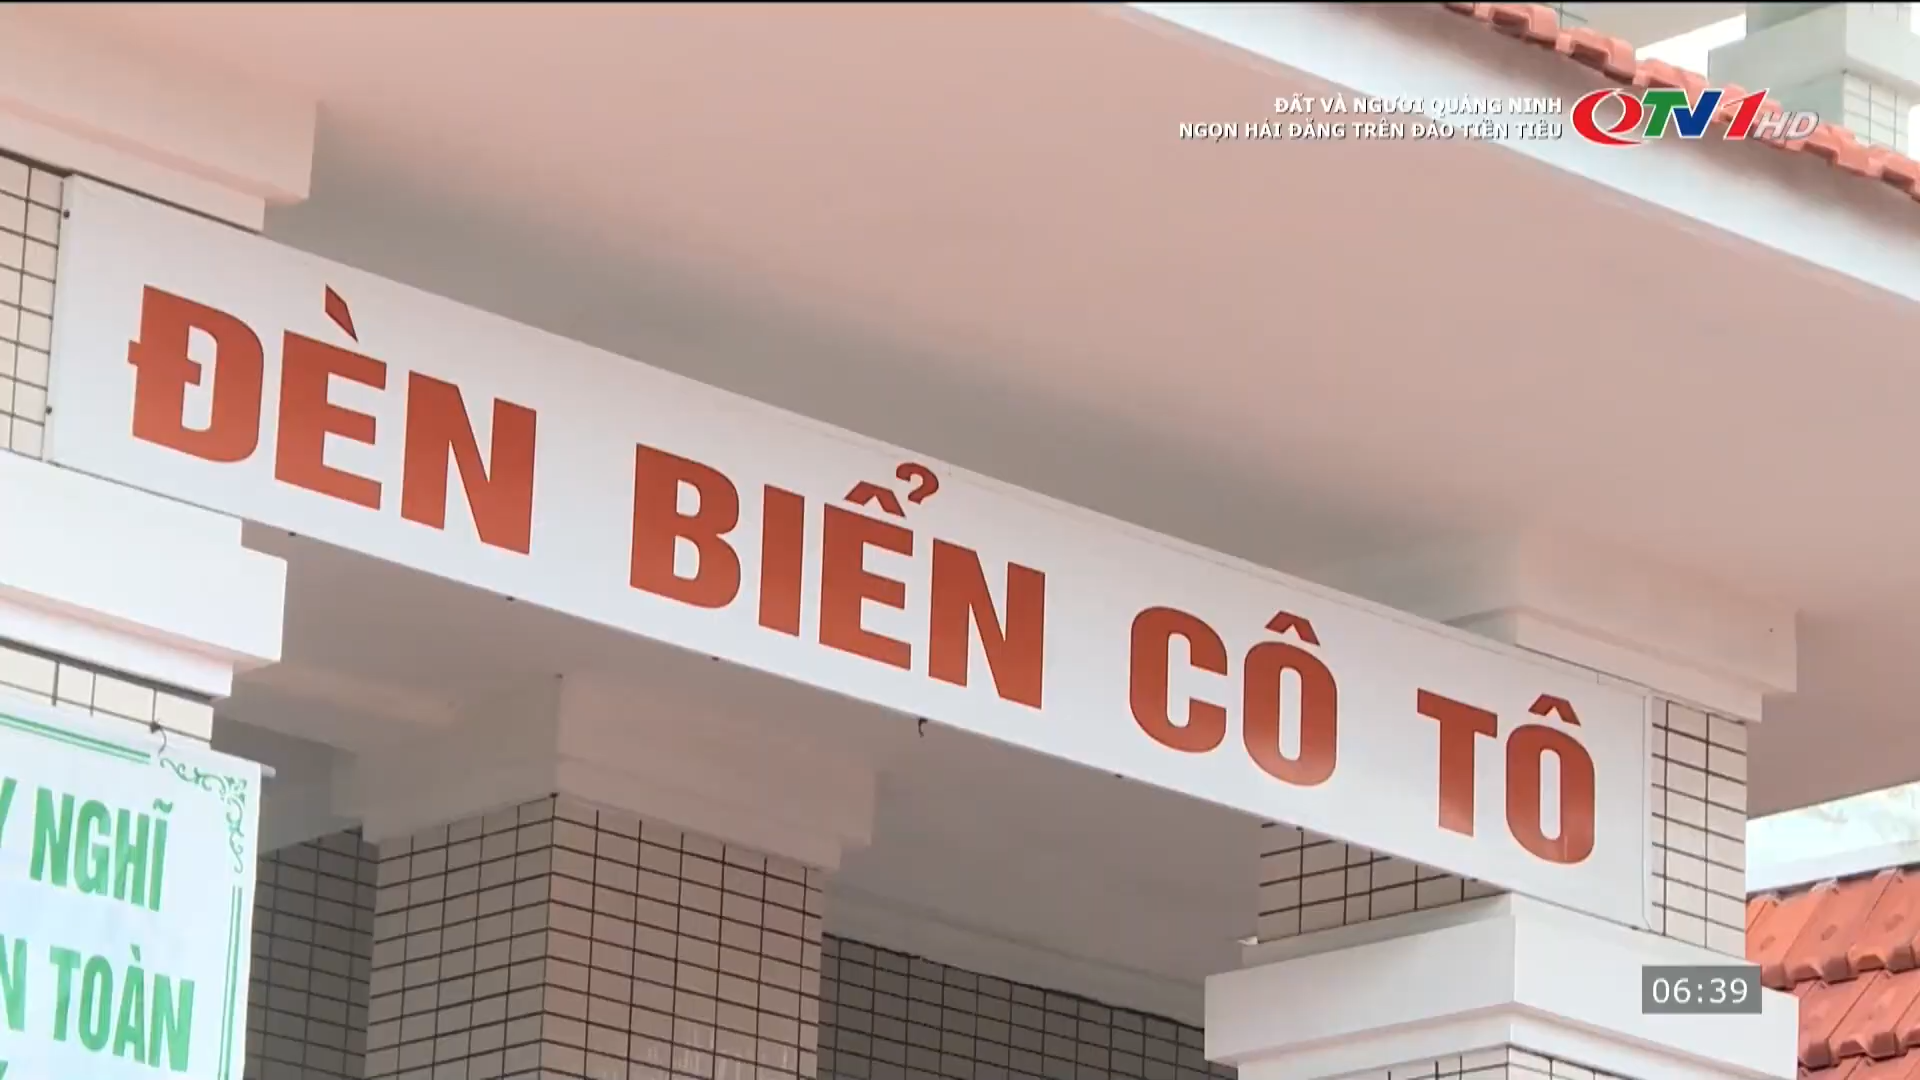 ĐẤT VÀ NGƯỜI QUẢNG NINH
NGỌN HẢI ĐĂNG TRÊN ĐẢO TIỀN TIÊU
QTV1HD
ĐÈN BIỂN CÔ TÔ
Y NGHĨ
N TOÀN
06:39